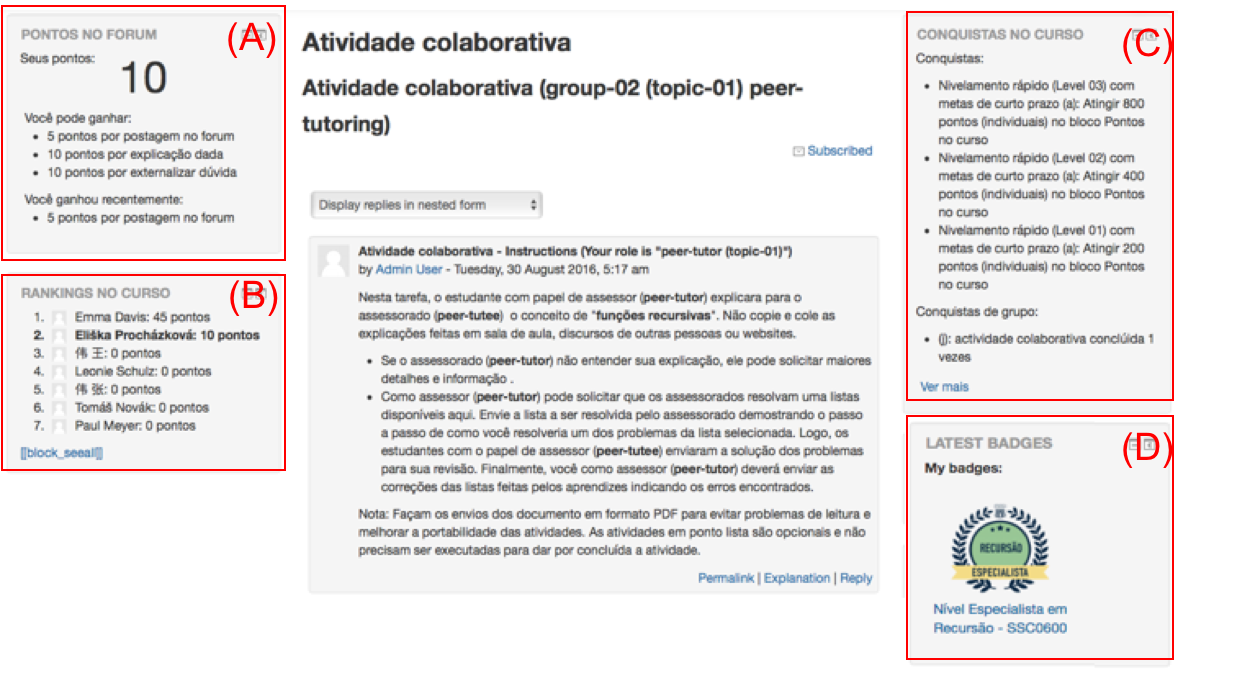 (A)
PONTOS NO FORUM
Seus pontos:
10
Você pode ganhar:
• 5 pontos por postagem no forum
• 10 pontos por explicação dada
• 10 pontos por externalizar dúvida
Você ganhou recentemente:
• 5 pontos por postagem no forum
(B)
RANKINGS NO CURSO
1. Emma Davis: 45 pontos
2. Eliška Procházková: 10 pontos
3. 伟 王: 0 pontos
4. Leonie Schulz: 0 pontos
5. 伟 张: 0 pontos
6. Tomáš Novák: 0 pontos
7. Paul Meyer: 0 pontos
[[block_seeall]]
Atividade colaborativa
Atividade colaborativa (group-02 (topic-01) peer-
tutoring)
Subscribed
Display replies in nested form
Atividade colaborativa - Instructions (Your role is "peer-tutor (topic-01)")
by Admin User - Tuesday, 30 August 2016, 5:17 am
Nesta tarefa, o estudante com papel de assessor (peer-tutor) explicara para o
assessorado (peer-tutee) o conceito de "funções recursivas". Não copie e cole as
explicações feitas em sala de aula, discursos de outras pessoas ou websites.
• Se o assessorado (peer-tutor) não entender sua explicação, ele pode solicitar maiores
detalhes e informação .
• Como assessor (peer-tutor) pode solicitar que os assessorados resolvam uma listas
disponíveis aqui. Envie a lista a ser resolvida pelo assessorado demostrando o passo
a passo de como você resolveria um dos problemas da lista selecionada. Logo, os
estudantes com o papel de assessor (peer-tutee) enviaram a solução dos problemas
para sua revisão. Finalmente, você como assessor (peer-tutor) deverá enviar as
correções das listas feitas pelos aprendizes indicando os erros encontrados.
Nota: Façam os envios dos documento em formato PDF para evitar problemas de leitura e
melhorar a portabilidade das atividades. As atividades em ponto lista são opcionais e não
precisam ser executadas para dar por concluída a atividade.
Permalink | Explanation | Reply
(C)
CONQUISTAS NO CURSO
Conquistas:
• Nivelamento rápido (Level 03) com
metas de curto prazo (a): Atingir 800
pontos (individuais) no bloco Pontos
no curso
• Nivelamento rápido (Level 02) com
metas de curto prazo (a): Atingir 400
pontos (individuais) no bloco Pontos
no curso
• Nivelamento rápido (Level 01) com
metas de curto prazo (a): Atingir 200
pontos (individuais) no bloco Pontos
no curso
Conquistas de grupo:
• (j): actividade colaborativa conclúida 1
vezes
Ver mais
(D)
LATEST BADGES
My badges:
RECURSÃO
ESPECIALISTA
Nível Especialista em
Recursão - SSC0600